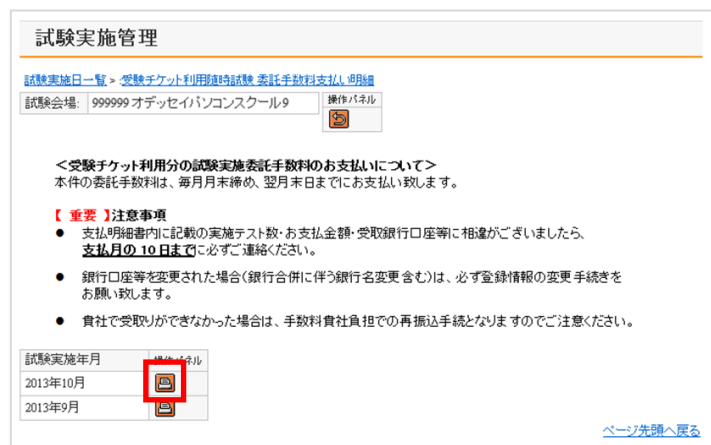 試験実施管理
試験実施日一覧 > 受験チケット利用随時試験 委託手数料支払い明細
試験会場: 999999 オデッセイパソコンスクール9 操作パネル
＜受験チケット利用分の試験実施委託手数料のお支払いについて＞
本件の委託手数料は、毎月月末締め、翌月末日までにお支払い致します。
【 重要 】注意事項
● 支払明細書内に記載の実施テスト数・お支払金額・受取銀行口座等に相違がございましたら、
支払月の 10 日までに必ずご連絡ください。
● 銀行口座等を変更された場合(銀行合併に伴う銀行名変更含む)は、必ず登録情報の変更手続きを
お願い致します。
● 貴社で受取りができなかった場合は、手数料貴社負担での再振込手続となりますのでご注意ください。
試験実施年月 操作パネル
2013年10月
2013年9月
ページ先頭へ戻る